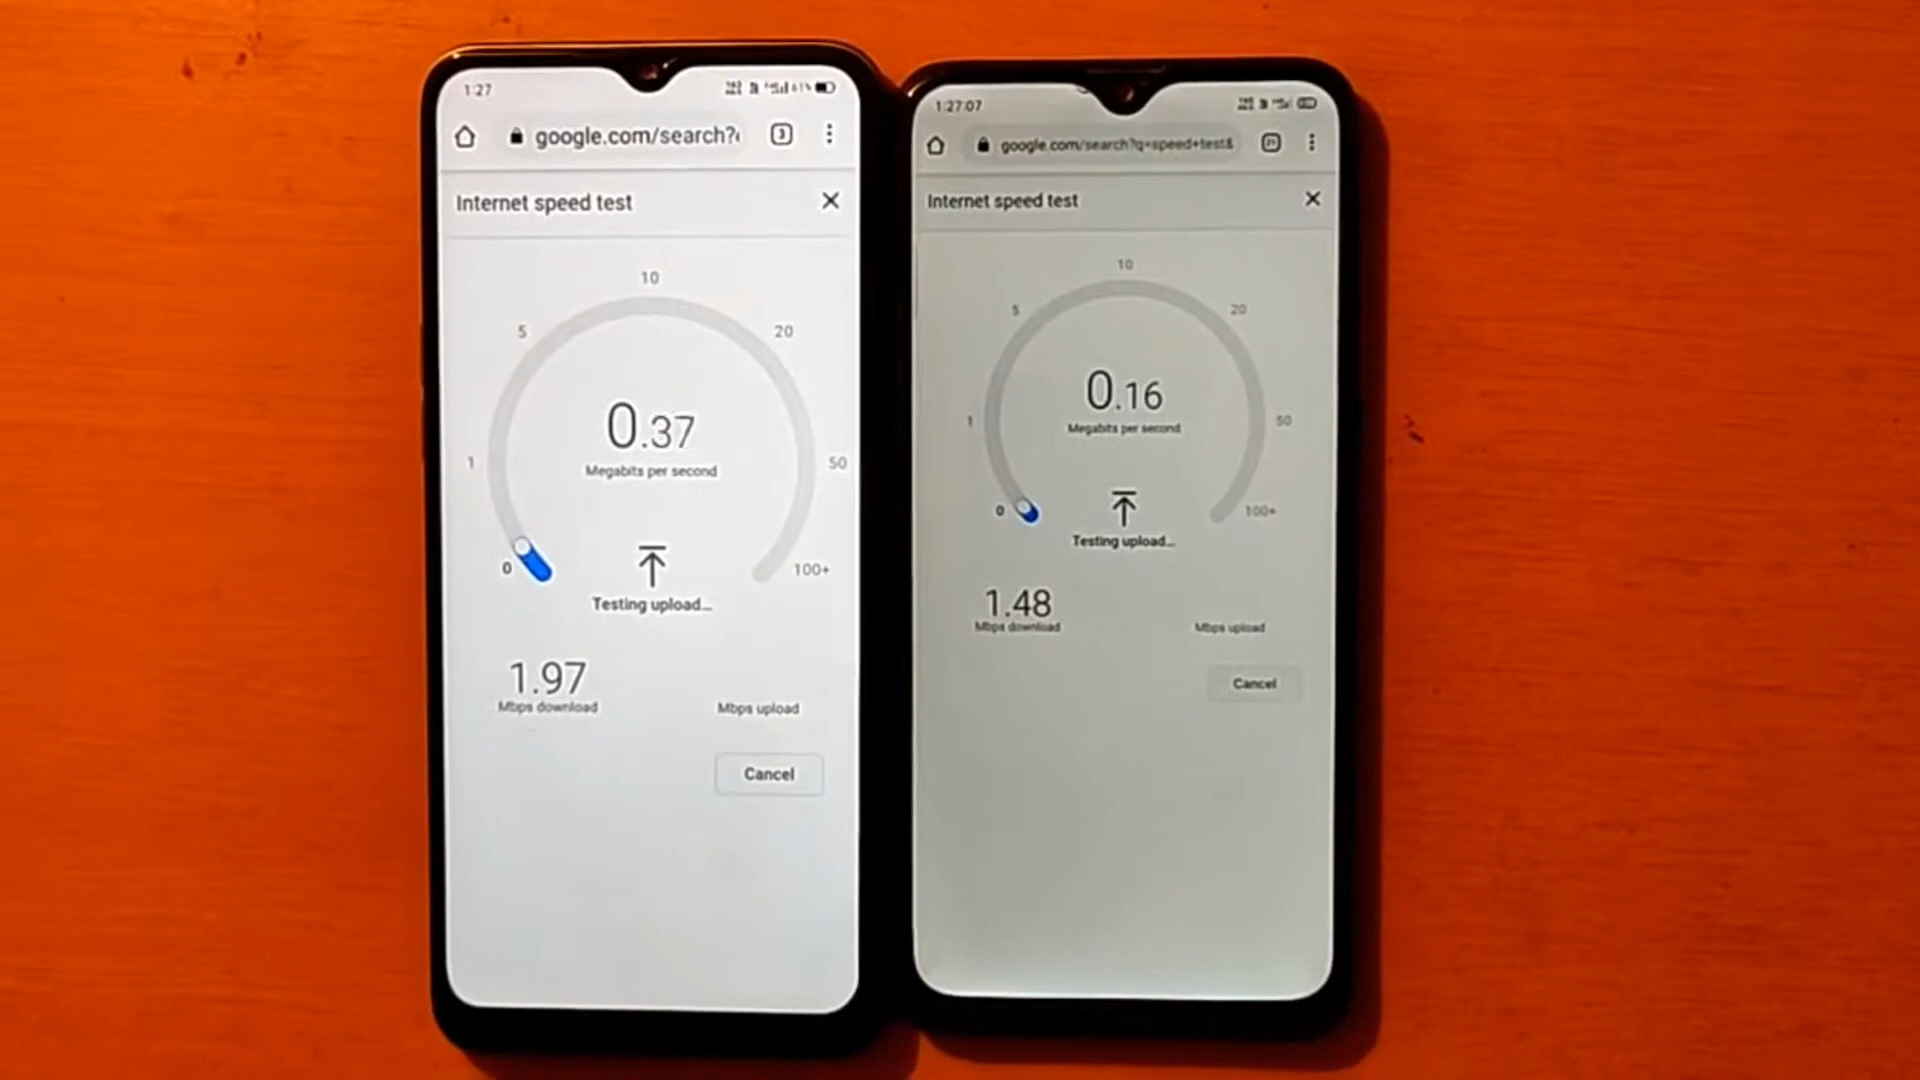 1:27
google.com/search?
3
Internet speed test
10
5
20
0.37
Megabits per second
1
50
0
100+
Testing upload...
1.97
Mbps download
Mbps upload
Cancel
1:27:07
google.com/search?q=speed+test&
Internet speed test
10
5
20
0.16
Megabits per second
1
50
0
100+
Testing upload...
1.48
Mbps download
Mbps upload
Cancel